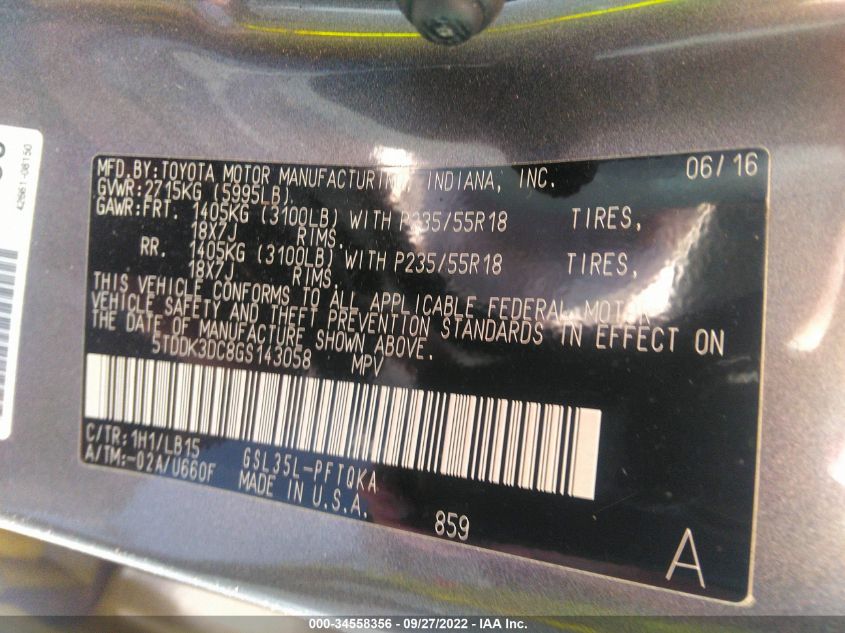 42661-08150
MFD.BY:TOYOTA MOTOR MANUFACTURING INDIANA, INC. 06/16
GVWR:2715KG (5995LB)
GAWR:FRT. 1405KG (3100LB) WITH P235/55R18 TIRES,
18X7J RIMS.
RR. 1405KG (3100LB) WITH P235/55R18 TIRES,
18X7J RIMS.
THIS VEHICLE CONFORMS TO ALL APPLICABLE FEDERAL MOTOR
VEHICLE SAFETY AND THEFT PREVENTION STANDARDS IN EFFECT ON
THE DATE OF MANUFACTURE SHOWN ABOVE.
5TDDK3DC8GS143058 MPV
C/TR:1H1/LB15 GSL35L-PFTQKA
A/TM:-02A/U660F MADE IN U.S.A.
859
A
000-34558356 - 09/27/2022 - IAA Inc.